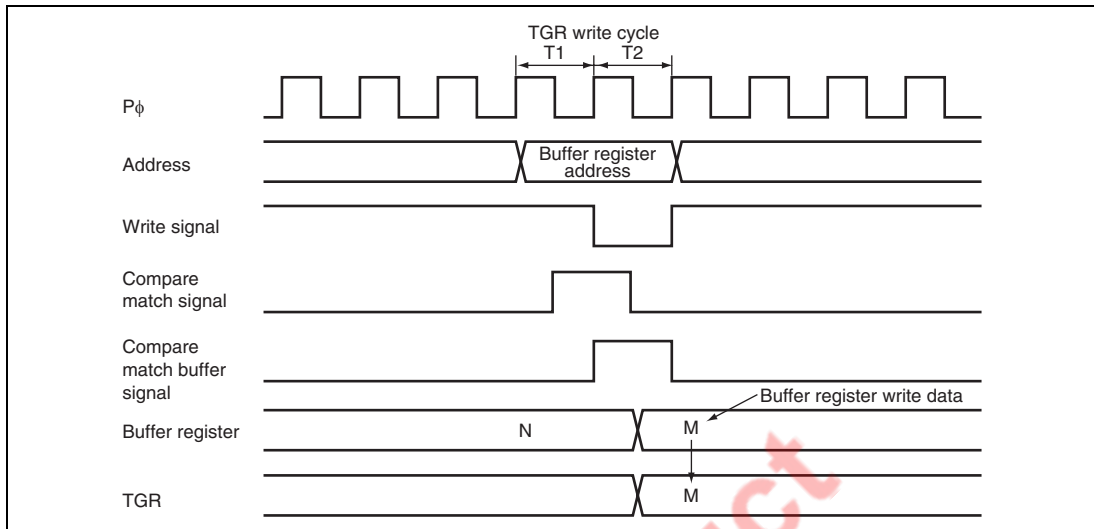 TGR write cycle
T1 T2
Pϕ
Address
Buffer register
address
Write signal
Compare
match signal
Compare
match buffer
signal
Buffer register write data
Buffer register
N
M
TGR
M